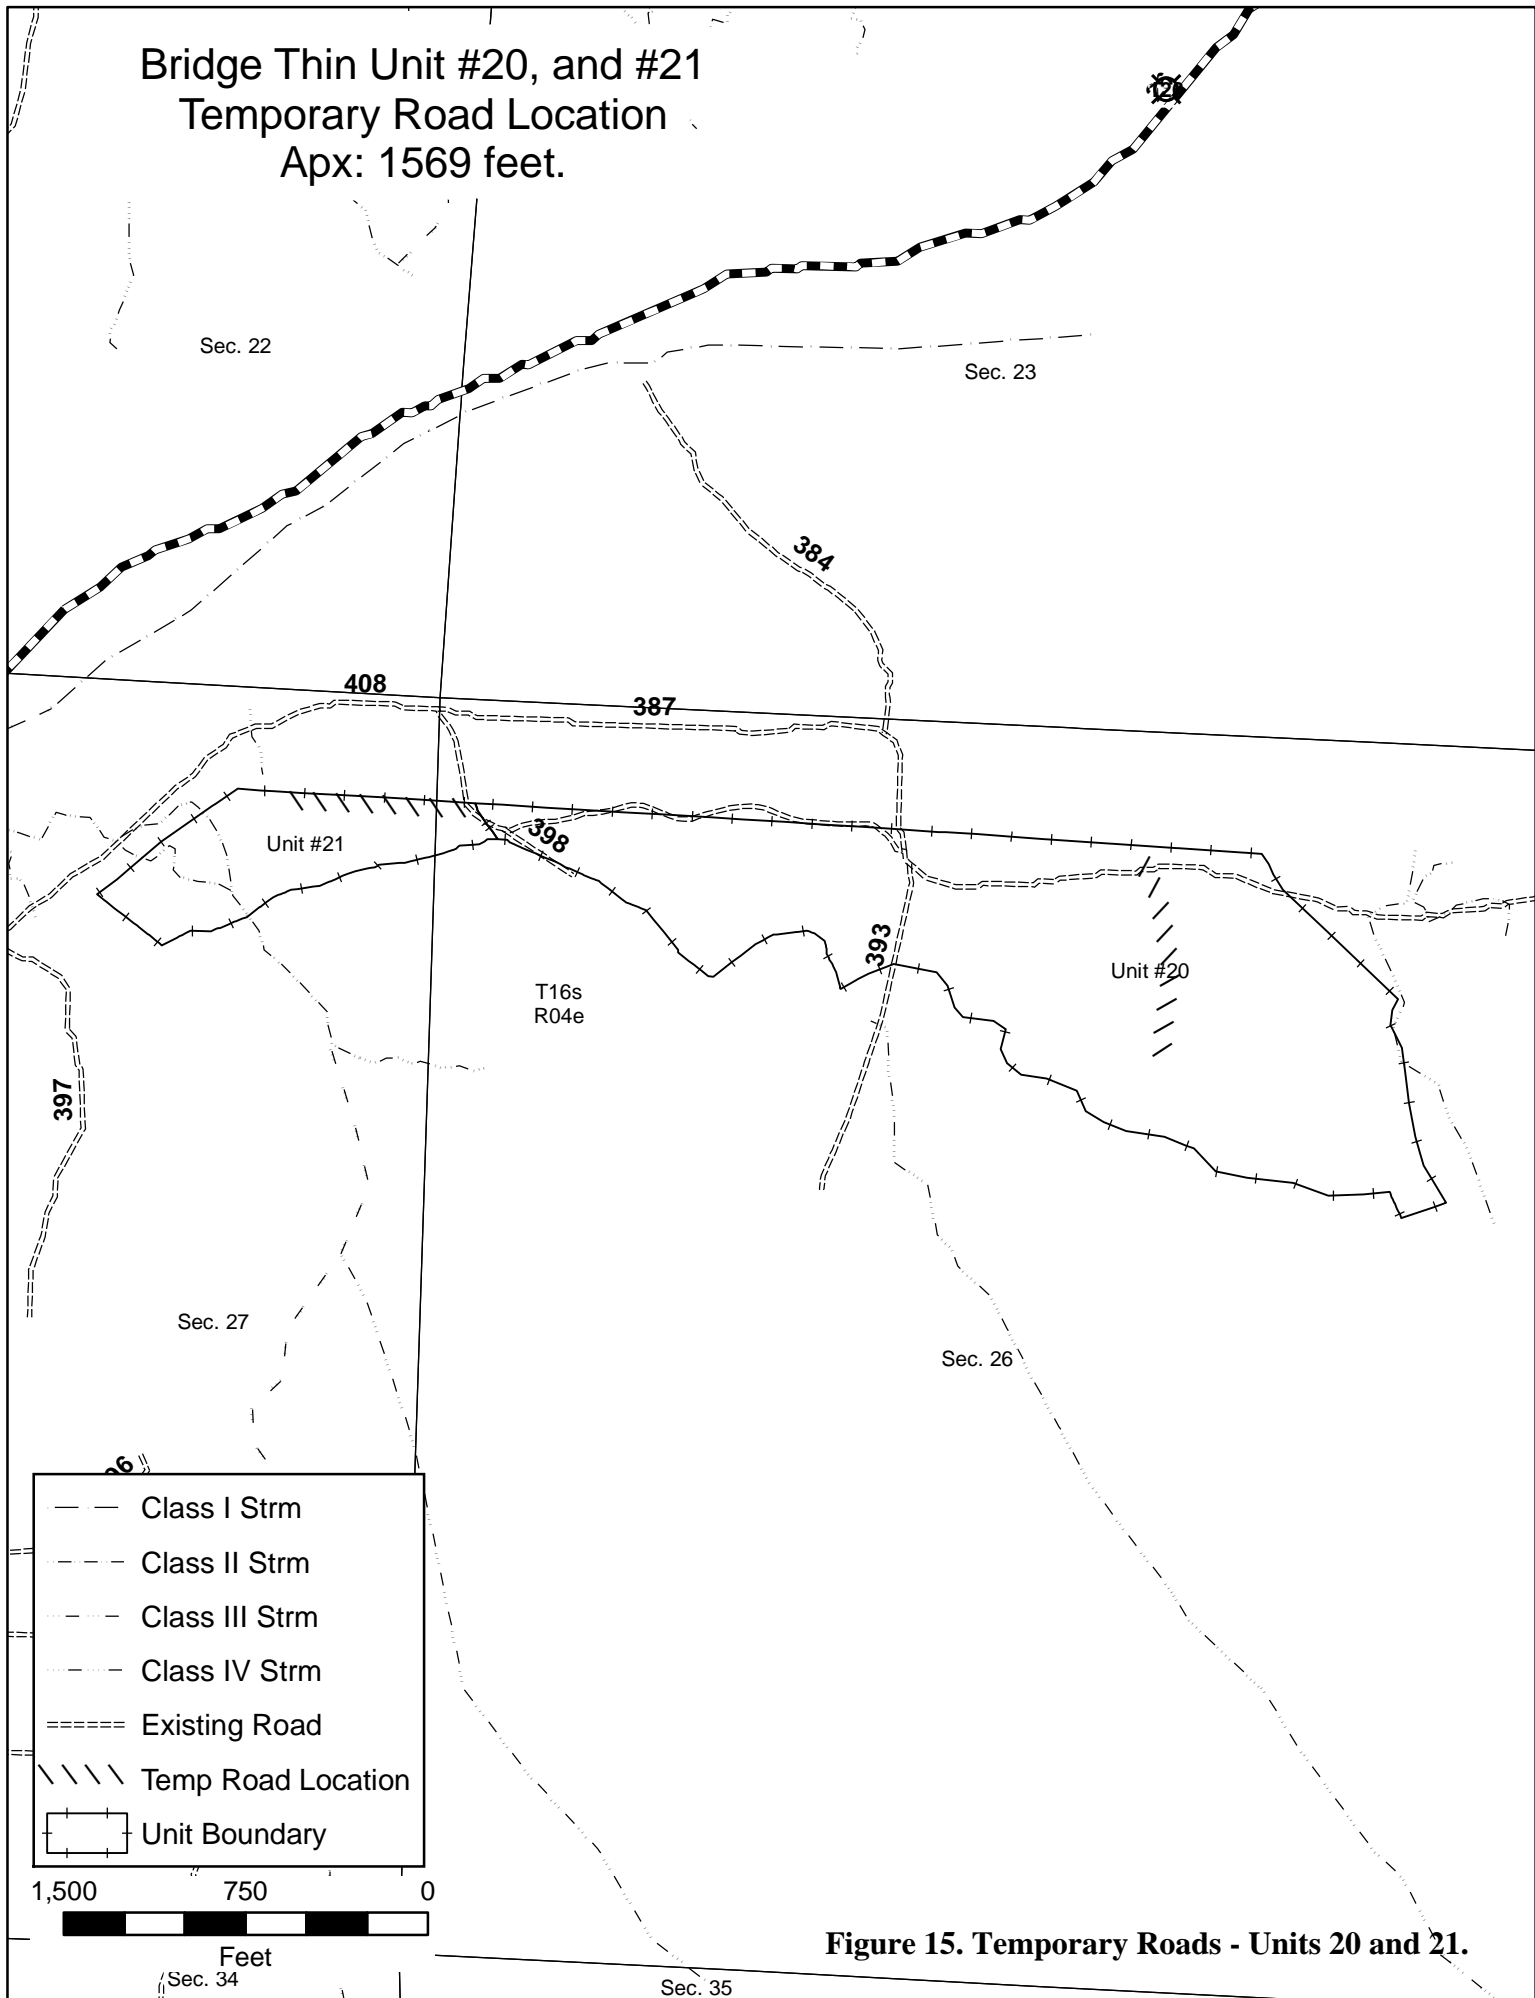 Bridge Thin Unit #20, and #21
Temporary Road Location
Apx: 1569 feet.
Sec. 22
Sec. 23
384
408
387
Unit #21
398
393
Unit #20
T16s
R04e
397
Sec. 27
Sec. 26
Class I Strm
Class II Strm
Class III Strm
Class IV Strm
Existing Road
Temp Road Location
Unit Boundary
1,500 750 0
Feet
Figure 15. Temporary Roads - Units 20 and 21.
Sec. 34
Sec. 35